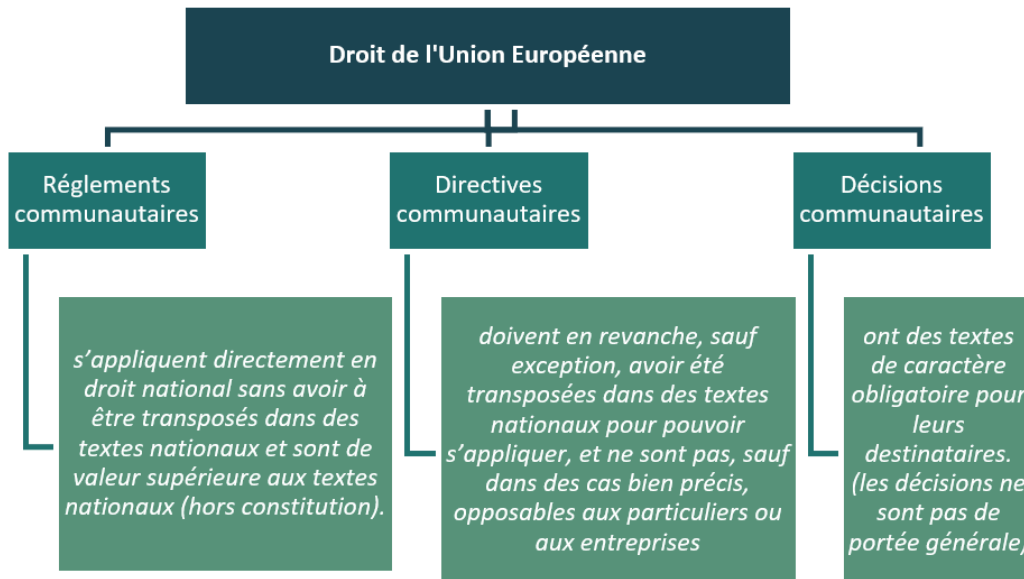 Droit de l'Union Européenne
Réglements
communautaires
s’appliquent directement en
droit national sans avoir à
être transposés dans des
textes nationaux et sont de
valeur supérieure aux textes
nationaux (hors constitution).
Directives
communautaires
doivent en revanche, sauf
exception, avoir été
transposées dans des textes
nationaux pour pouvoir
s’appliquer, et ne sont pas, sauf
dans des cas bien précis,
opposables aux particuliers ou
aux entreprises
Décisions
communautaires
ont des textes
de caractère
obligatoire pour
leurs
destinataires.
(les décisions ne
sont pas de
portée générale)